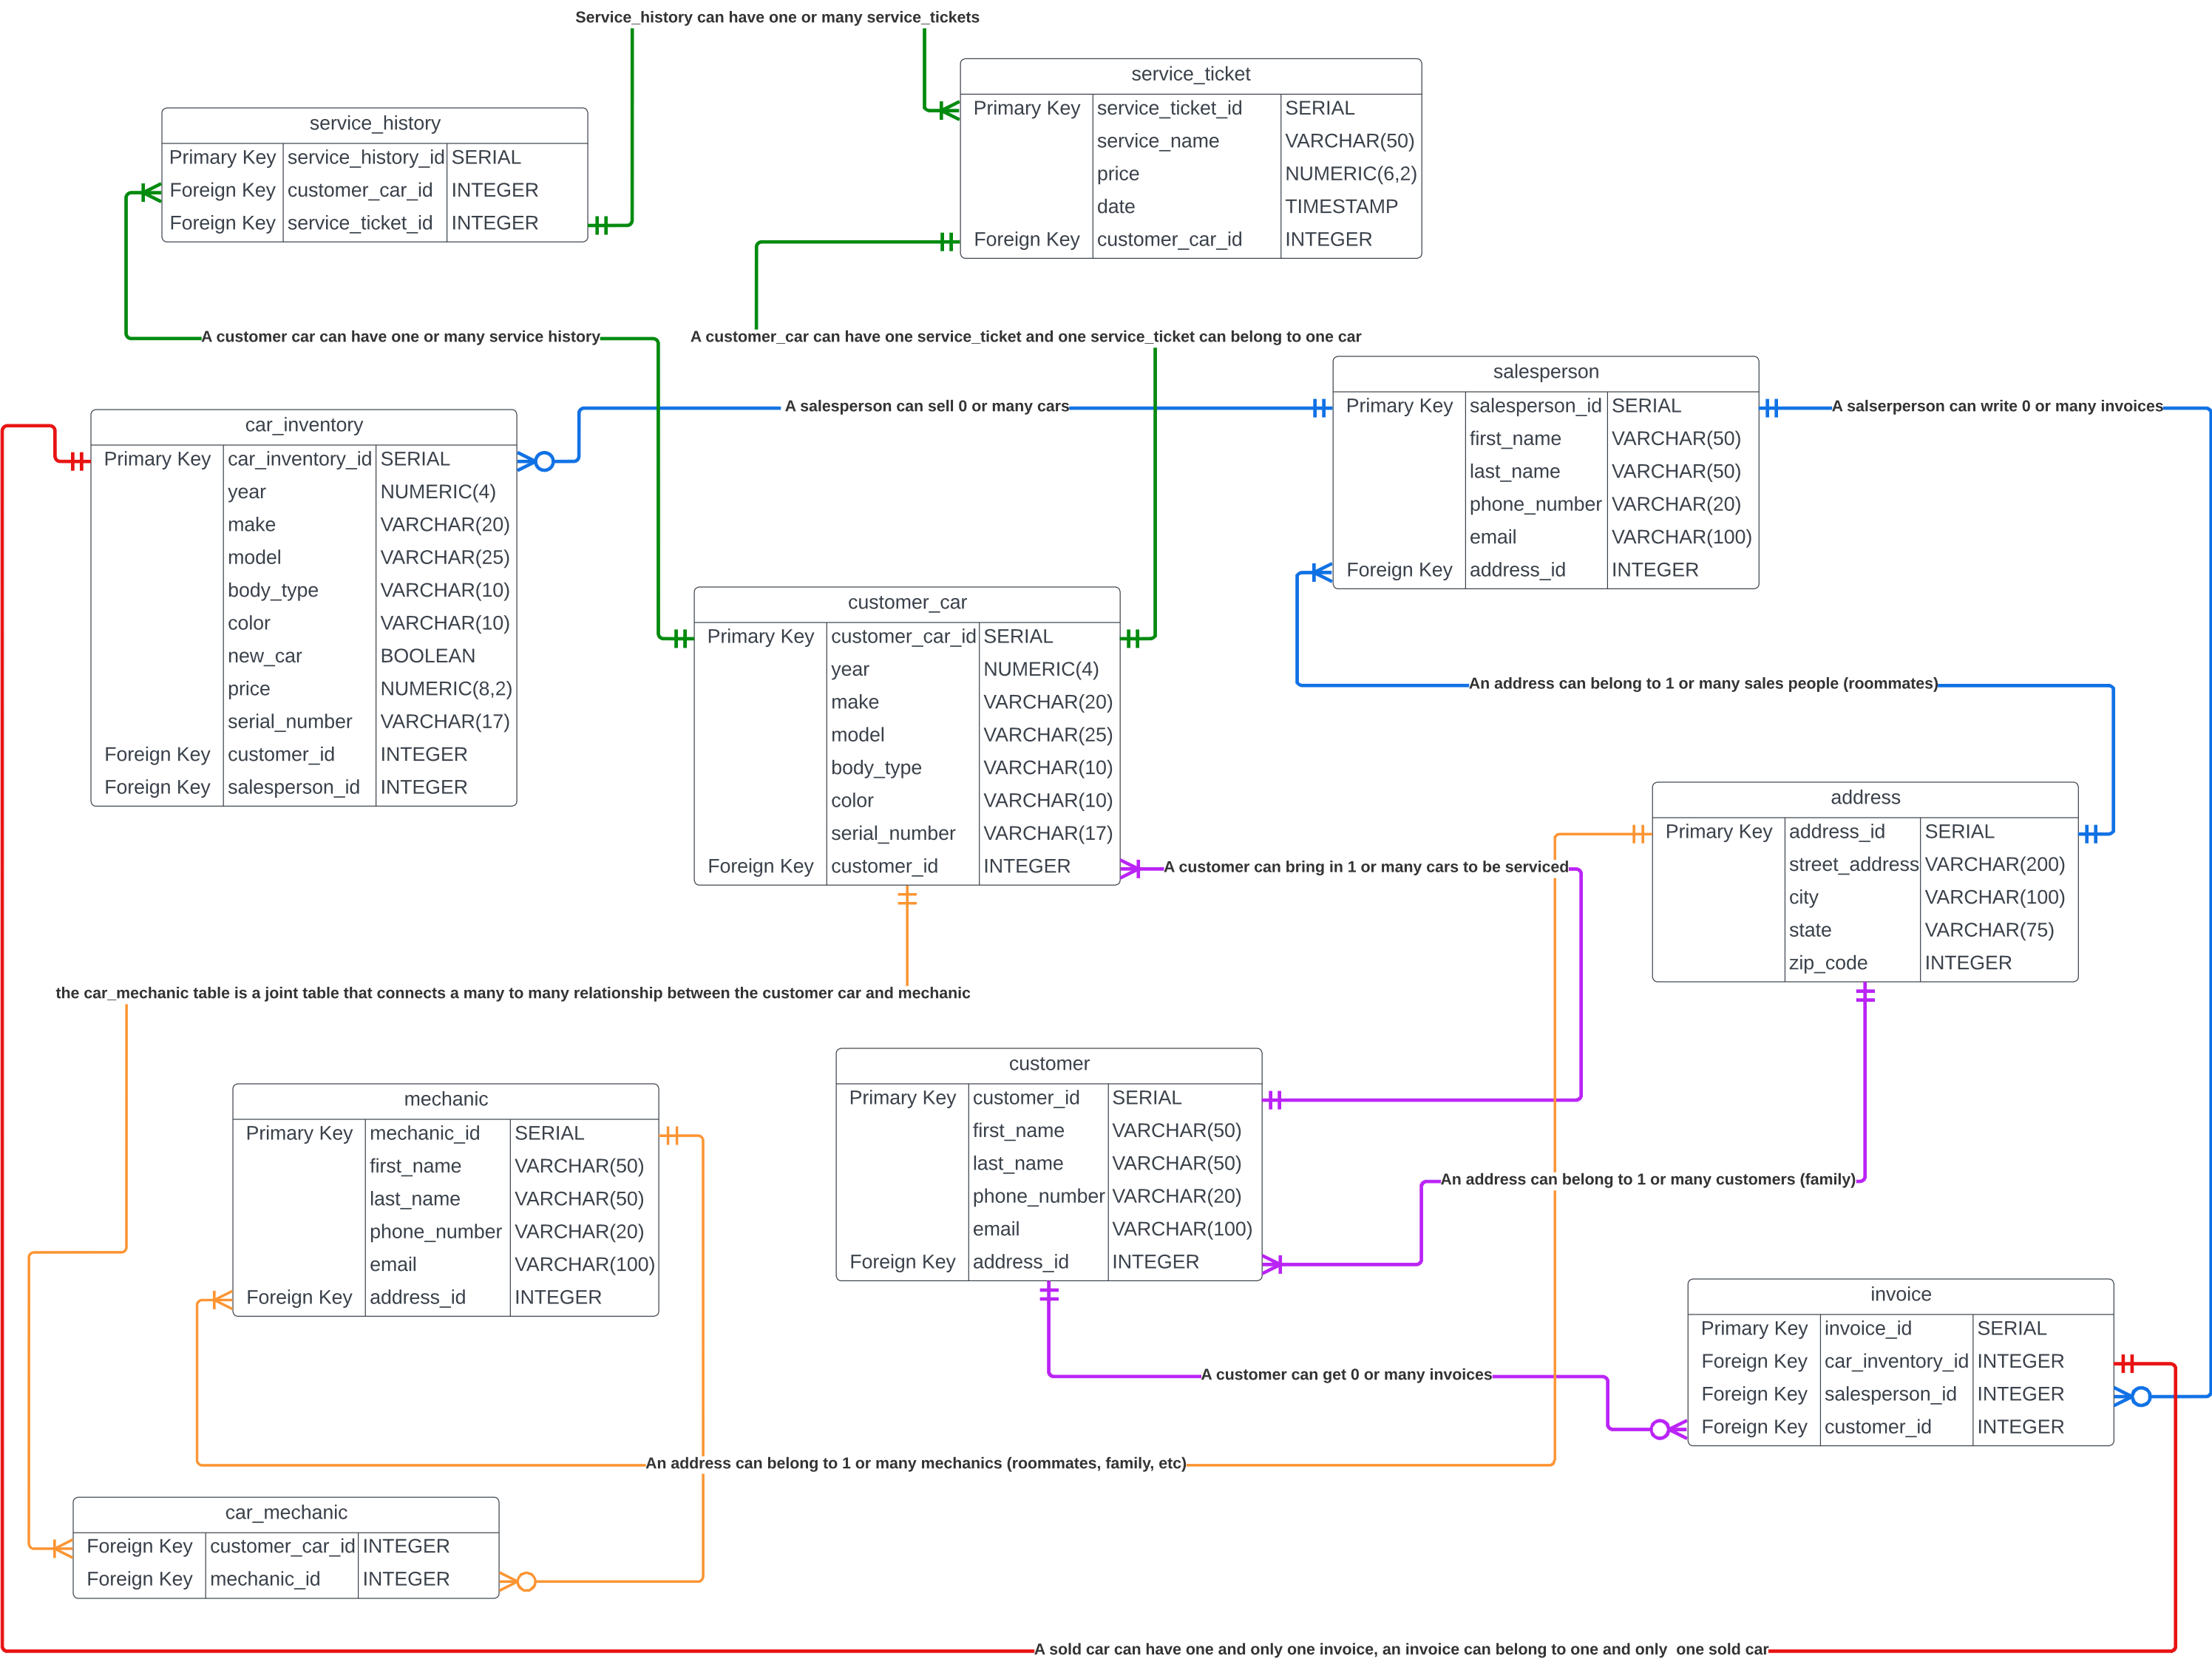 Service_history can have one or many service_tickets
service_ticket
Primary Key service_ticket_id SERIAL
service_name VARCHAR(50)
price NUMERIC(6,2)
date TIMESTAMP
Foreign Key customer_car_id INTEGER
service_history
Primary Key service_history_id SERIAL
Foreign Key customer_car_id INTEGER
Foreign Key service_ticket_id INTEGER
A customer car can have one or many service history
A customer_car can have one service_ticket and one service_ticket can belong to one car
salesperson
Primary Key salesperson_id SERIAL
first_name VARCHAR(50)
last_name VARCHAR(50)
phone_number VARCHAR(20)
email VARCHAR(100)
Foreign Key address_id INTEGER
A salesperson can sell 0 or many cars
A salserperson can write 0 or many invoices
car_inventory
Primary Key car_inventory_id SERIAL
year NUMERIC(4)
make VARCHAR(20)
model VARCHAR(25)
body_type VARCHAR(10)
color VARCHAR(10)
new_car BOOLEAN
price NUMERIC(8,2)
serial_number VARCHAR(17)
Foreign Key customer_id INTEGER
Foreign Key salesperson_id INTEGER
customer_car
Primary Key customer_car_id SERIAL
year NUMERIC(4)
make VARCHAR(20)
model VARCHAR(25)
body_type VARCHAR(10)
color VARCHAR(10)
serial_number VARCHAR(17)
Foreign Key customer_id INTEGER
An address can belong to 1 or many sales people (roommates)
address
Primary Key address_id SERIAL
street_address VARCHAR(200)
city VARCHAR(100)
state VARCHAR(75)
zip_code INTEGER
A customer can bring in 1 or many cars to be serviced
the car_mechanic table is a joint table that connects a many to many relationship between the customer car and mechanic
customer
Primary Key customer_id SERIAL
first_name VARCHAR(50)
last_name VARCHAR(50)
phone_number VARCHAR(20)
email VARCHAR(100)
Foreign Key address_id INTEGER
mechanic
Primary Key mechanic_id SERIAL
first_name VARCHAR(50)
last_name VARCHAR(50)
phone_number VARCHAR(20)
email VARCHAR(100)
Foreign Key address_id INTEGER
An address can belong to 1 or many customers (family)
invoice
Primary Key invoice_id SERIAL
Foreign Key car_inventory_id INTEGER
Foreign Key salesperson_id INTEGER
Foreign Key customer_id INTEGER
A customer can get 0 or many invoices
An address can belong to 1 or many mechanics (roommates, family, etc)
car_mechanic
Foreign Key customer_car_id INTEGER
Foreign Key mechanic_id INTEGER
A sold car can have one and only one invoice, an invoice can belong to one and only one sold car